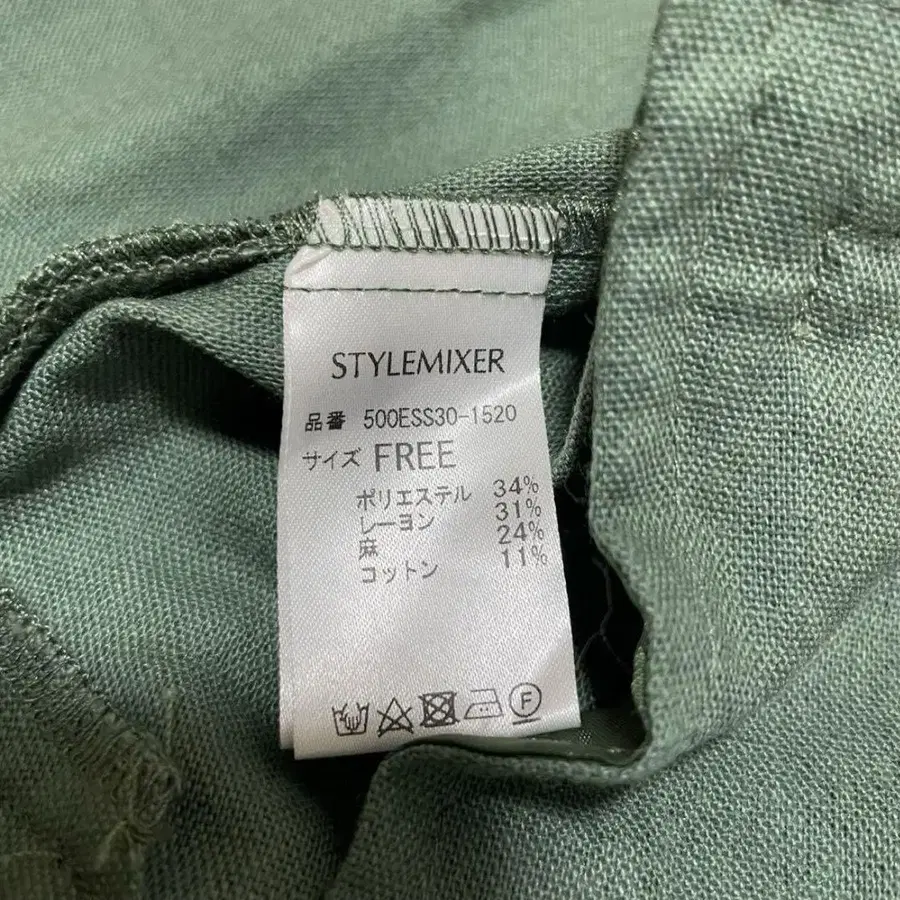 STYLEMIXER
品番 500ESS30-1520
サイズ FREE
ポリエステル 34%
レーヨン 31%
麻 24%
コットン 11%
F